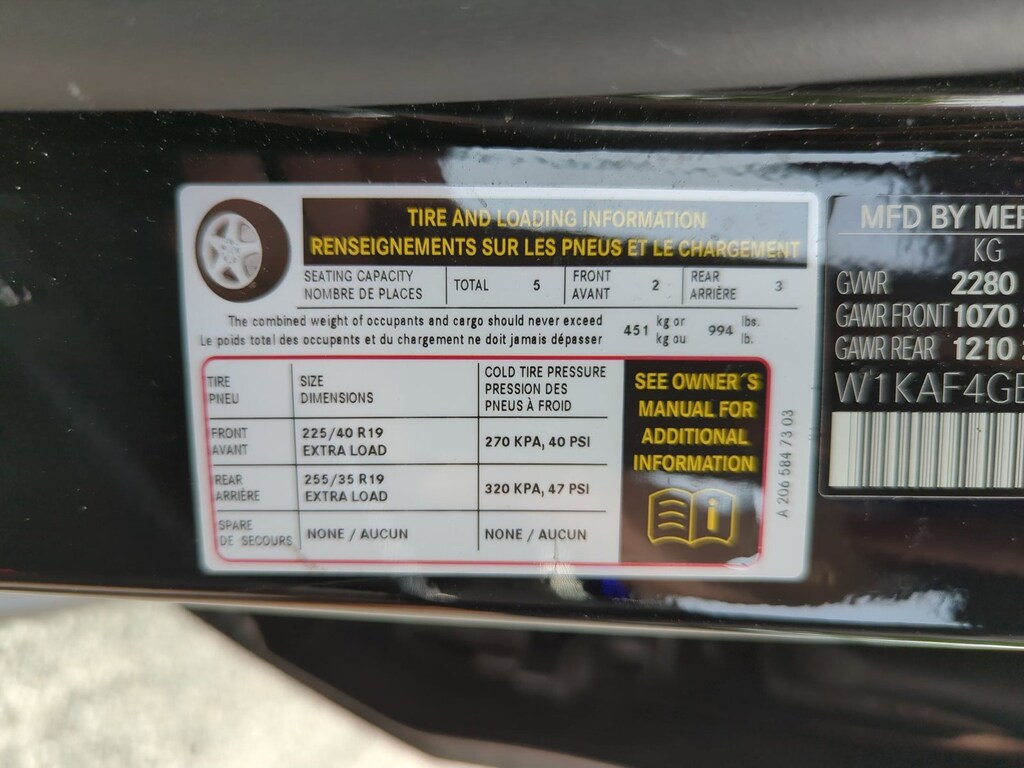 TIRE AND LOADING INFORMATION
RENSEIGNEMENTS SUR LES PNEUS ET LE CHARGEMENT
SEATING CAPACITY
NOMBRE DE PLACES
TOTAL 5
FRONT
AVANT
2
REAR
ARRIÈRE
3
The combined weight of occupants and cargo should never exceed
Le poids total des occupants et du chargement ne doit jamais dépasser
451 kg or
kg ou
994 lbs.
lb.
TIRE
PNEU
SIZE
DIMENSIONS
COLD TIRE PRESSURE
PRESSION DES
PNEUS À FROID
FRONT
AVANT
225/40 R19
EXTRA LOAD
270 KPA, 40 PSI
REAR
ARRIÈRE
255/35 R19
EXTRA LOAD
320 KPA, 47 PSI
SPARE
DE SECOURS
NONE / AUCUN
NONE / AUCUN
SEE OWNER´S
MANUAL FOR
ADDITIONAL
INFORMATION
A 206 584 73 03
MFD BY
KG
GVWR 2280
GAWR FRONT 1070
GAWR REAR 1210
W1KAF4G